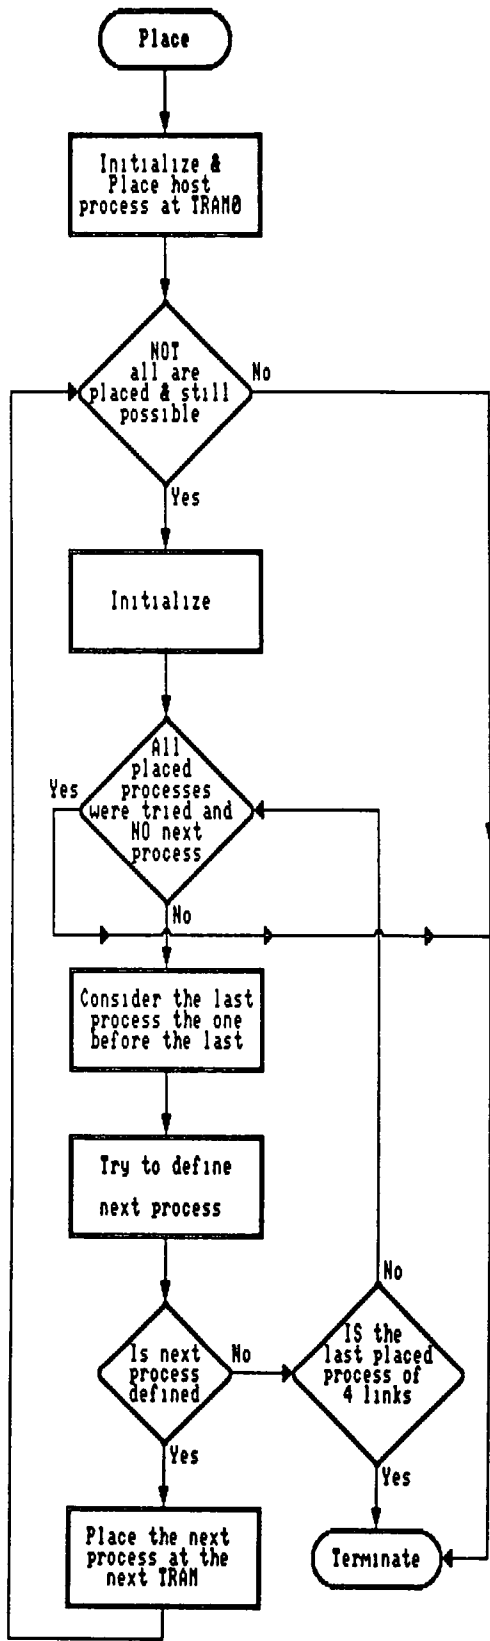 Place
Initialize &
Place host
process at TRAM0
NOT
all are
placed & still
possible
No
Yes
Initialize
All
placed
processes
were tried and
NO next
process
Yes
No
Consider the last
process the one
before the last
Try to define
next process
No
Is next
process
defined
No
IS the
last placed
process of
4 links
Yes
Yes
Place the next
process at the
next TRAM
Terminate